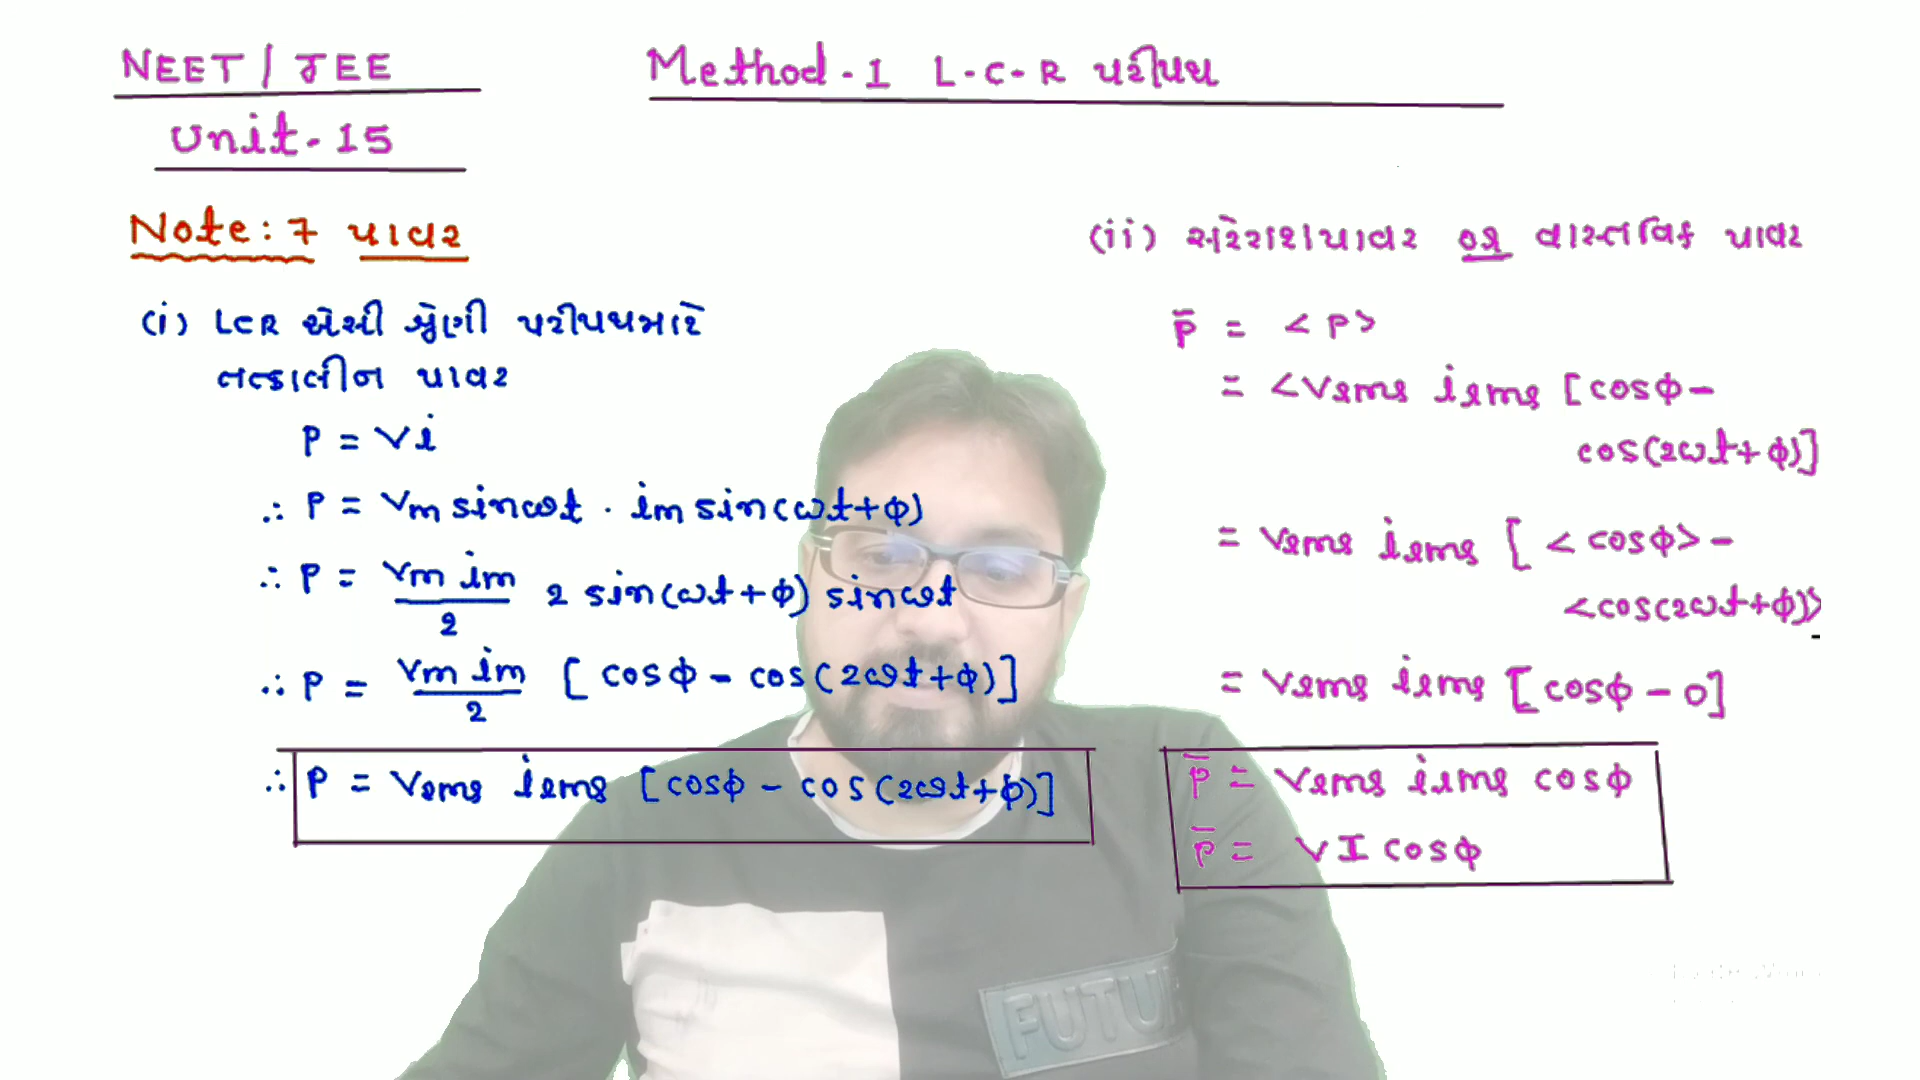 NEET / JEE
Unit-15
Method-1 L-C-R પરીપથ
Note: 7 પાવર
(i) LCR એસી શ્રેણી પરીપથમાટે
તત્કાલીન પાવર
P = Vi
∴ P = Vm sinωt · im sin(ωt+φ)
∴ P = Vm im / 2 2 sin(ωt+φ) sinωt
∴ P = Vm im / 2 [cosφ - cos(2ωt+φ)]
∴ P = Vrms irms [cosφ - cos(2ωt+φ)]
(ii) સરેરાશ પાવર OR વાસ્તવિક પાવર
P̄ = <P>
= <Vrms irms [cosφ -
cos(2ωt+φ)]
= Vrms irms [<cosφ> -
<cos(2ωt+φ)>
= Vrms irms [cosφ - 0]
P̄ = Vrms irms cosφ
P̄ = VI cosφ
FUTU